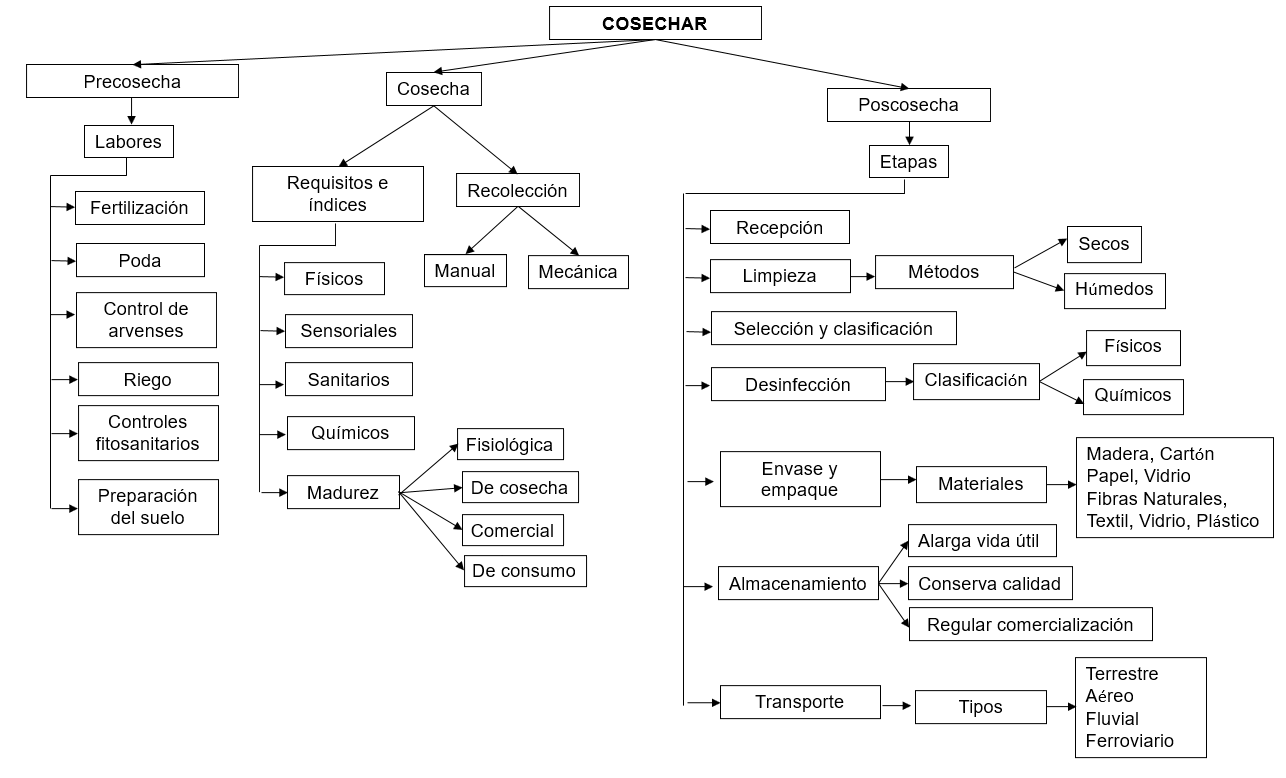 COSECHAR
Precosecha
Labores
Fertilización
Poda
Control de
arvenses
Riego
Controles
fitosanitarios
Preparación
del suelo
Cosecha
Requisitos e
índices
Físicos
Sensoriales
Sanitarios
Químicos
Madurez
Fisiológica
De cosecha
Comercial
De consumo
Recolección
Manual
Mecánica
Poscosecha
Etapas
Recepción
Limpieza
Métodos
Secos
Húmedos
Selección y clasificación
Desinfección
Clasificación
Físicos
Químicos
Envase y
empaque
Materiales
Madera, Cartón
Papel, Vidrio
Fibras Naturales,
Textil, Vidrio, Plástico
Almacenamiento
Alarga vida útil
Conserva calidad
Regular comercialización
Transporte
Tipos
Terrestre
Aéreo
Fluvial
Ferroviario